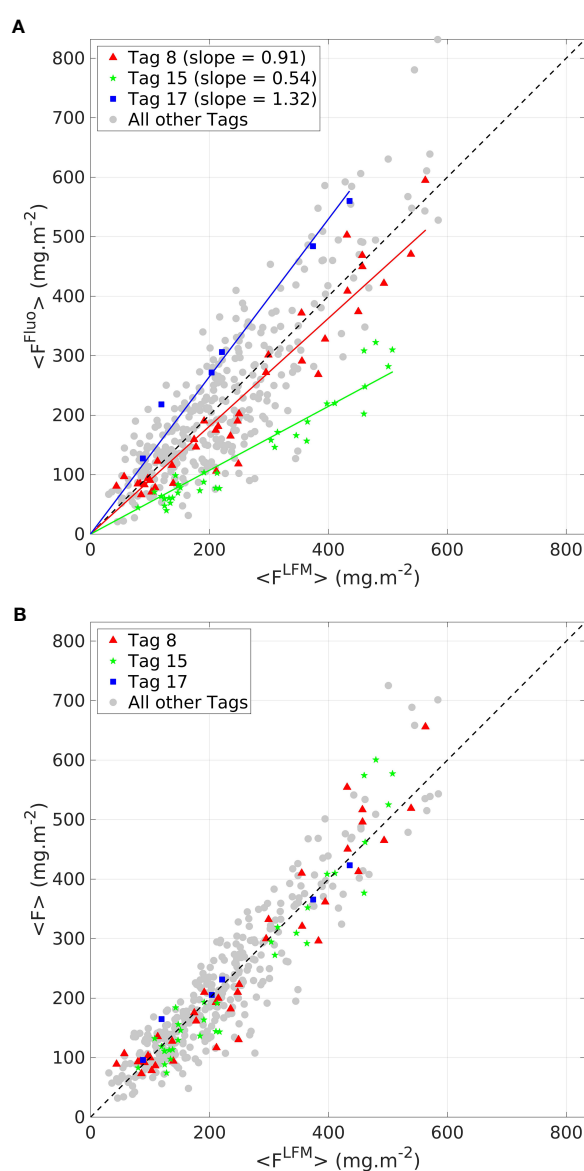 A
Tag 8 (slope = 0.91)
Tag 15 (slope = 0.54)
Tag 17 (slope = 1.32)
All other Tags
800
700
600
500
400
300
200
100
0
<F^Fluo> (mg.m^-2)
0 200 400 600 800
<F^LFM> (mg.m^-2)
B
Tag 8
Tag 15
Tag 17
All other Tags
800
700
600
500
400
300
200
100
0
<F> (mg.m^-2)
0 200 400 600 800
<F^LFM> (mg.m^-2)